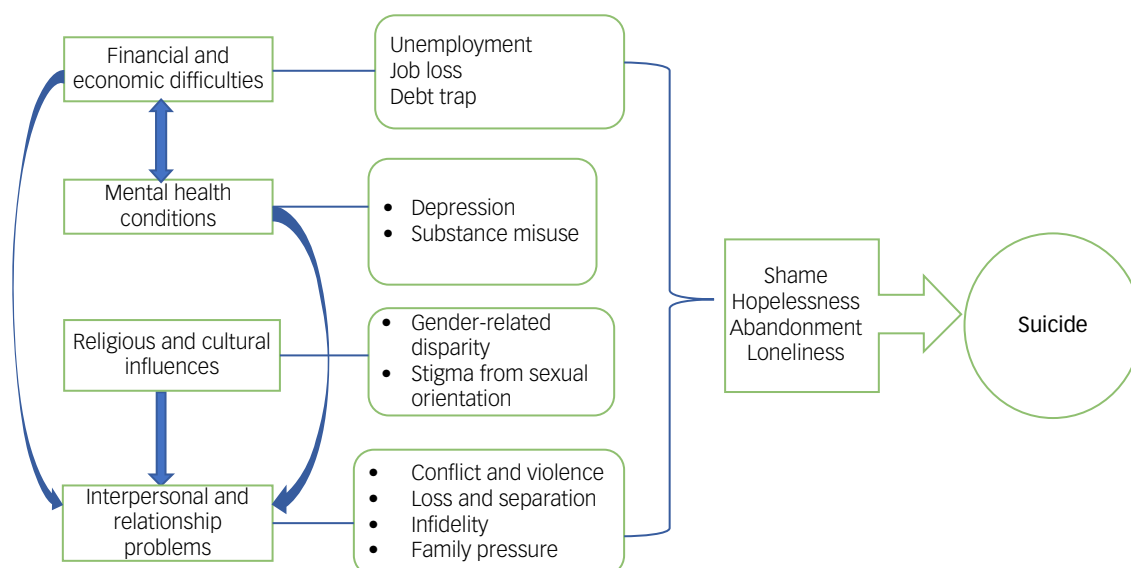 Financial and
economic difficulties
Unemployment
Job loss
Debt trap
Mental health
conditions
• Depression
• Substance misuse
Religious and cultural
influences
• Gender-related
disparity
• Stigma from sexual
orientation
Interpersonal and
relationship
problems
• Conflict and violence
• Loss and separation
• Infidelity
• Family pressure
Shame
Hopelessness
Abandonment
Loneliness
Suicide